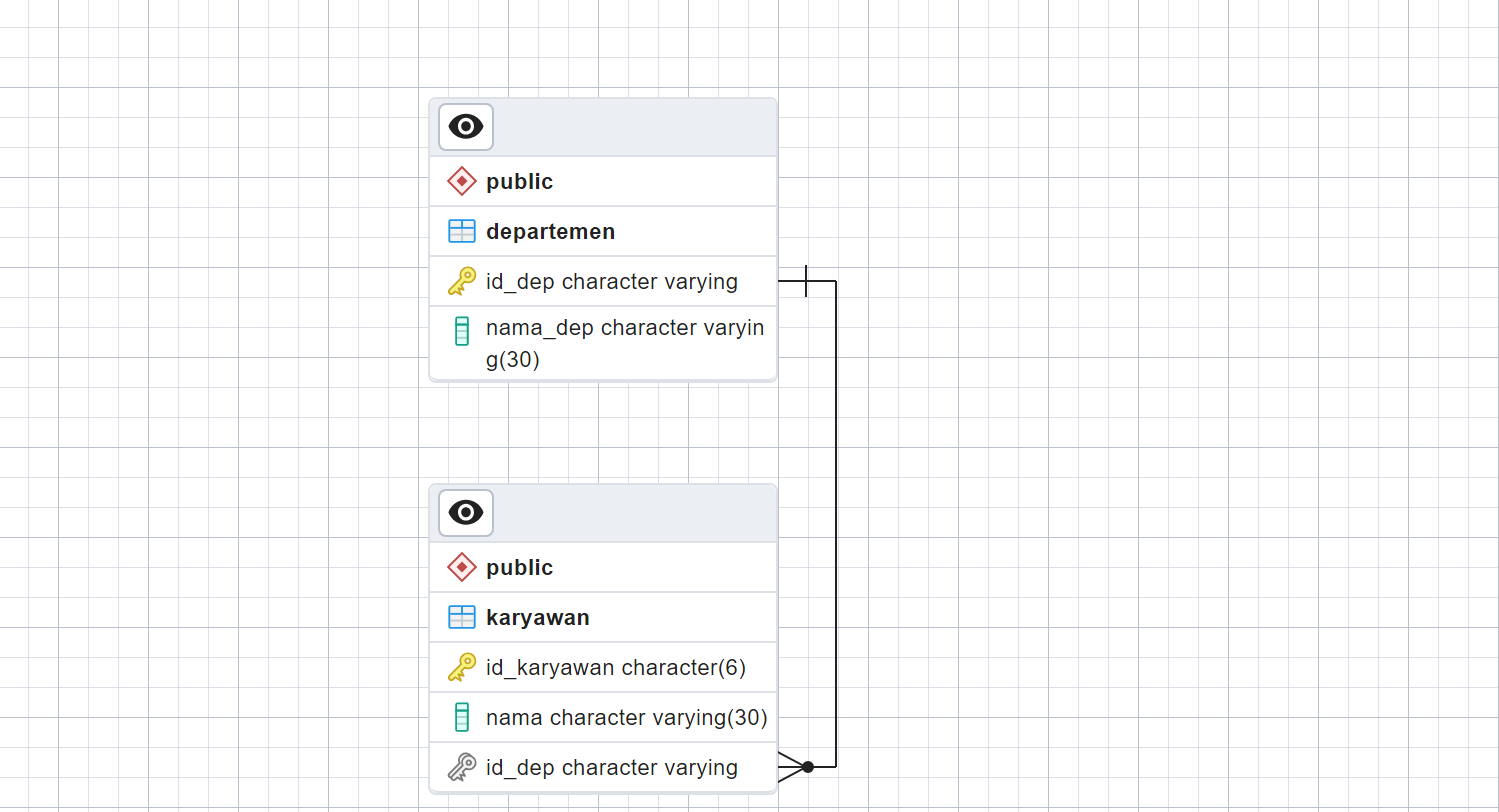 public
departemen
id_dep character varying
nama_dep character varyin
g(30)
public
karyawan
id_karyawan character(6)
nama character varying(30)
id_dep character varying